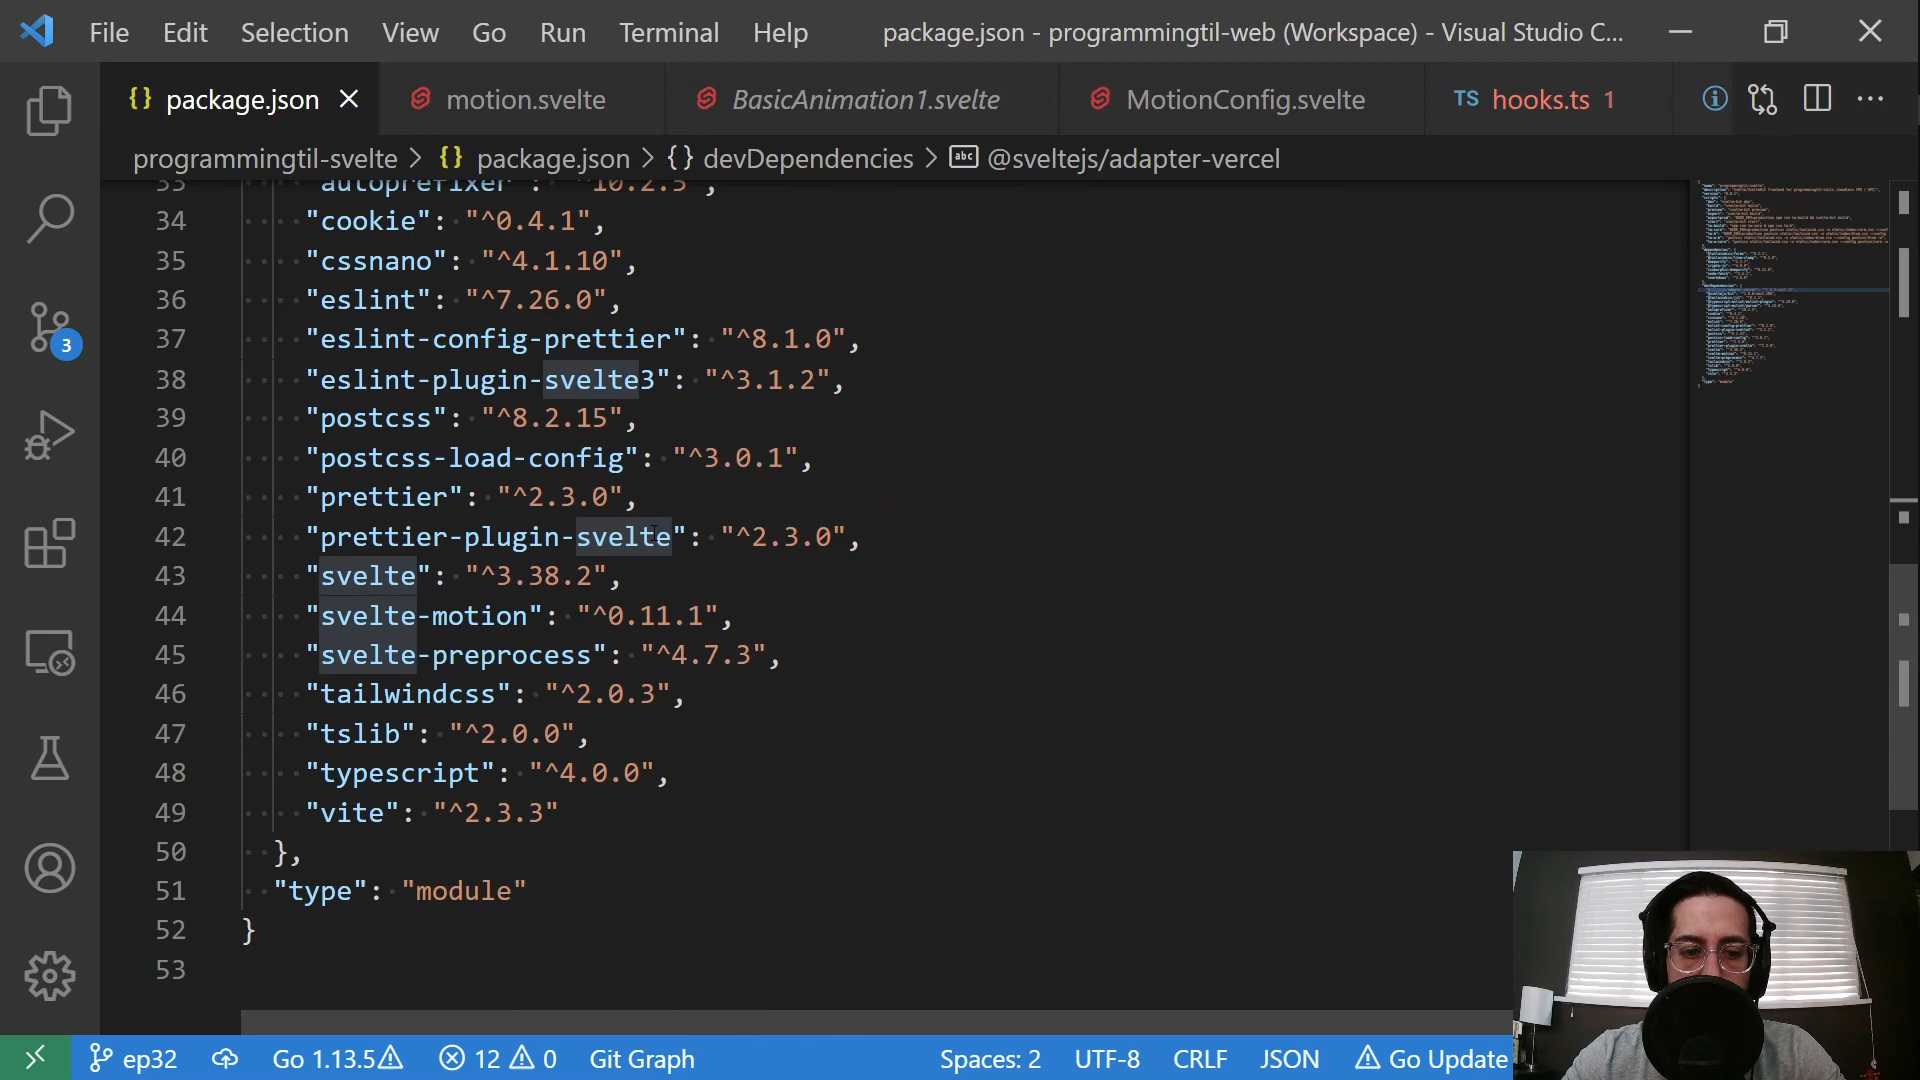 File Edit Selection View Go Run Terminal Help package.json - programmingtil-web (Workspace) - Visual Studio C...
package.json motion.svelte BasicAnimation1.svelte MotionConfig.svelte TS hooks.ts 1
programmingtil-svelte > {} package.json > {} devDependencies > abc @sveltejs/adapter-vercel
33 "autoprefixer": "^10.2.5",
34 "cookie": "^0.4.1",
35 "cssnano": "^4.1.10",
36 "eslint": "^7.26.0",
37 "eslint-config-prettier": "^8.1.0",
38 "eslint-plugin-svelte3": "^3.1.2",
39 "postcss": "^8.2.15",
40 "postcss-load-config": "^3.0.1",
41 "prettier": "^2.3.0",
42 "prettier-plugin-svelte": "^2.3.0",
43 "svelte": "^3.38.2",
44 "svelte-motion": "^0.11.1",
45 "svelte-preprocess": "^4.7.3",
46 "tailwindcss": "^2.0.3",
47 "tslib": "^2.0.0",
48 "typescript": "^4.0.0",
49 "vite": "^2.3.3"
50 },
51 "type": "module"
52 }
53
3
ep32 Go 1.13.5 12 0 Git Graph Spaces: 2 UTF-8 CRLF JSON Go Update